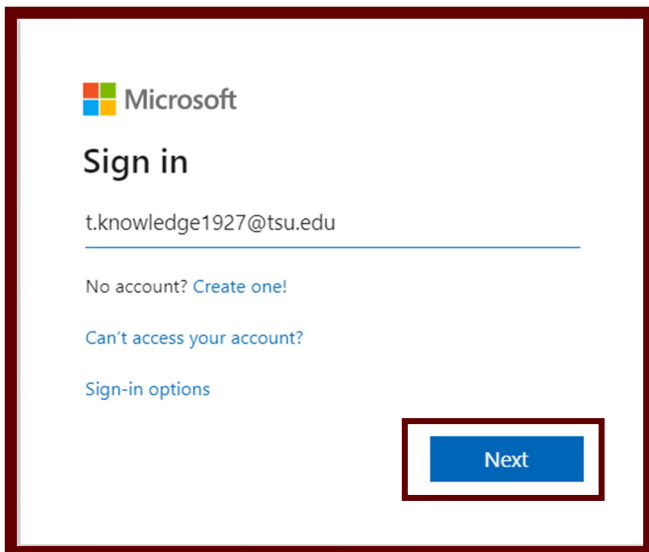 Microsoft
Sign in
t.knowledge1927@tsu.edu
No account? Create one!
Can't access your account?
Sign-in options
Next